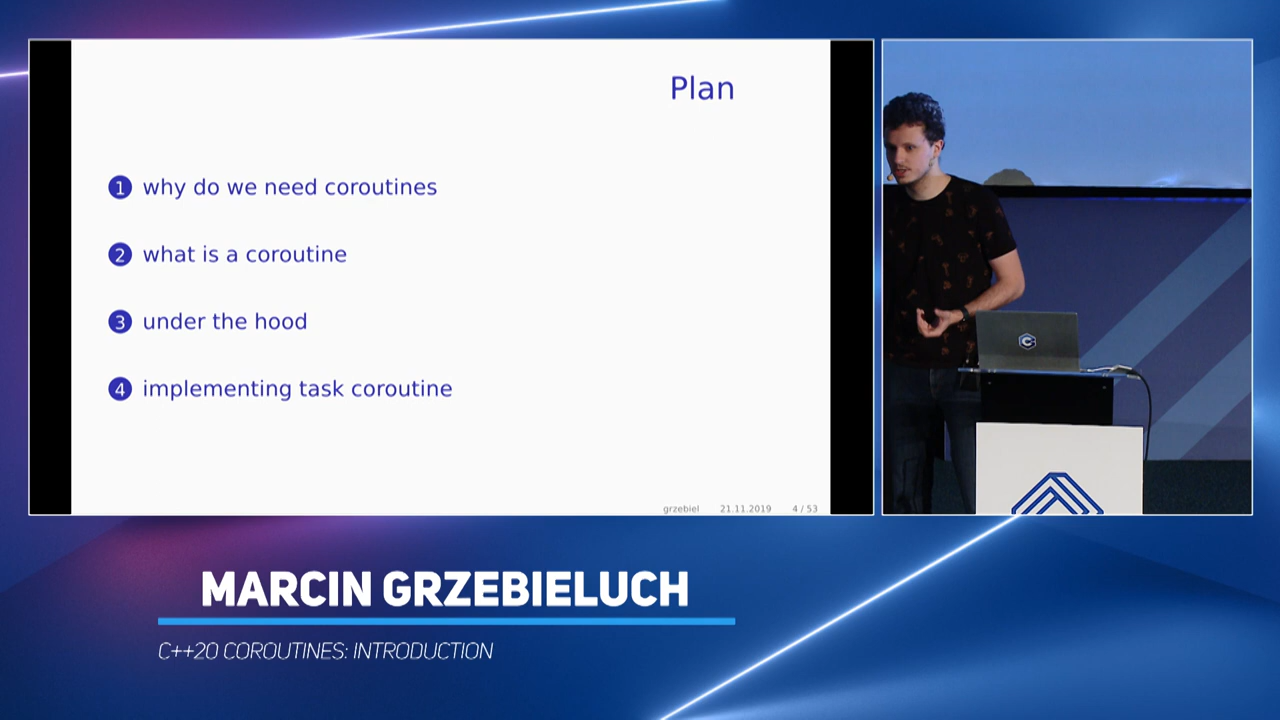 Plan
1 why do we need coroutines
2 what is a coroutine
3 under the hood
4 implementing task coroutine
grzebiel 21.11.2019 4 / 53
C
MARCIN GRZEBIELUCH
C++20 COROUTINES: INTRODUCTION